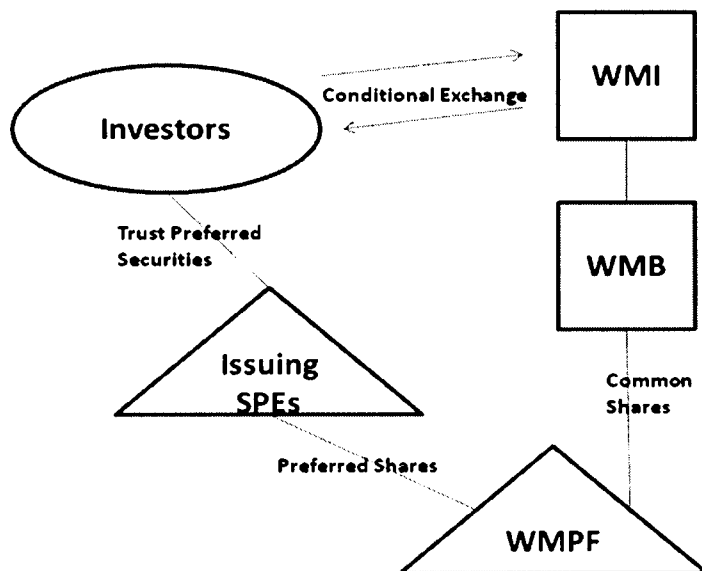 WMI
Conditional Exchange
Investors
Trust Preferred
Securities
WMB
Issuing
SPEs
Common
Shares
Preferred Shares
WMPF